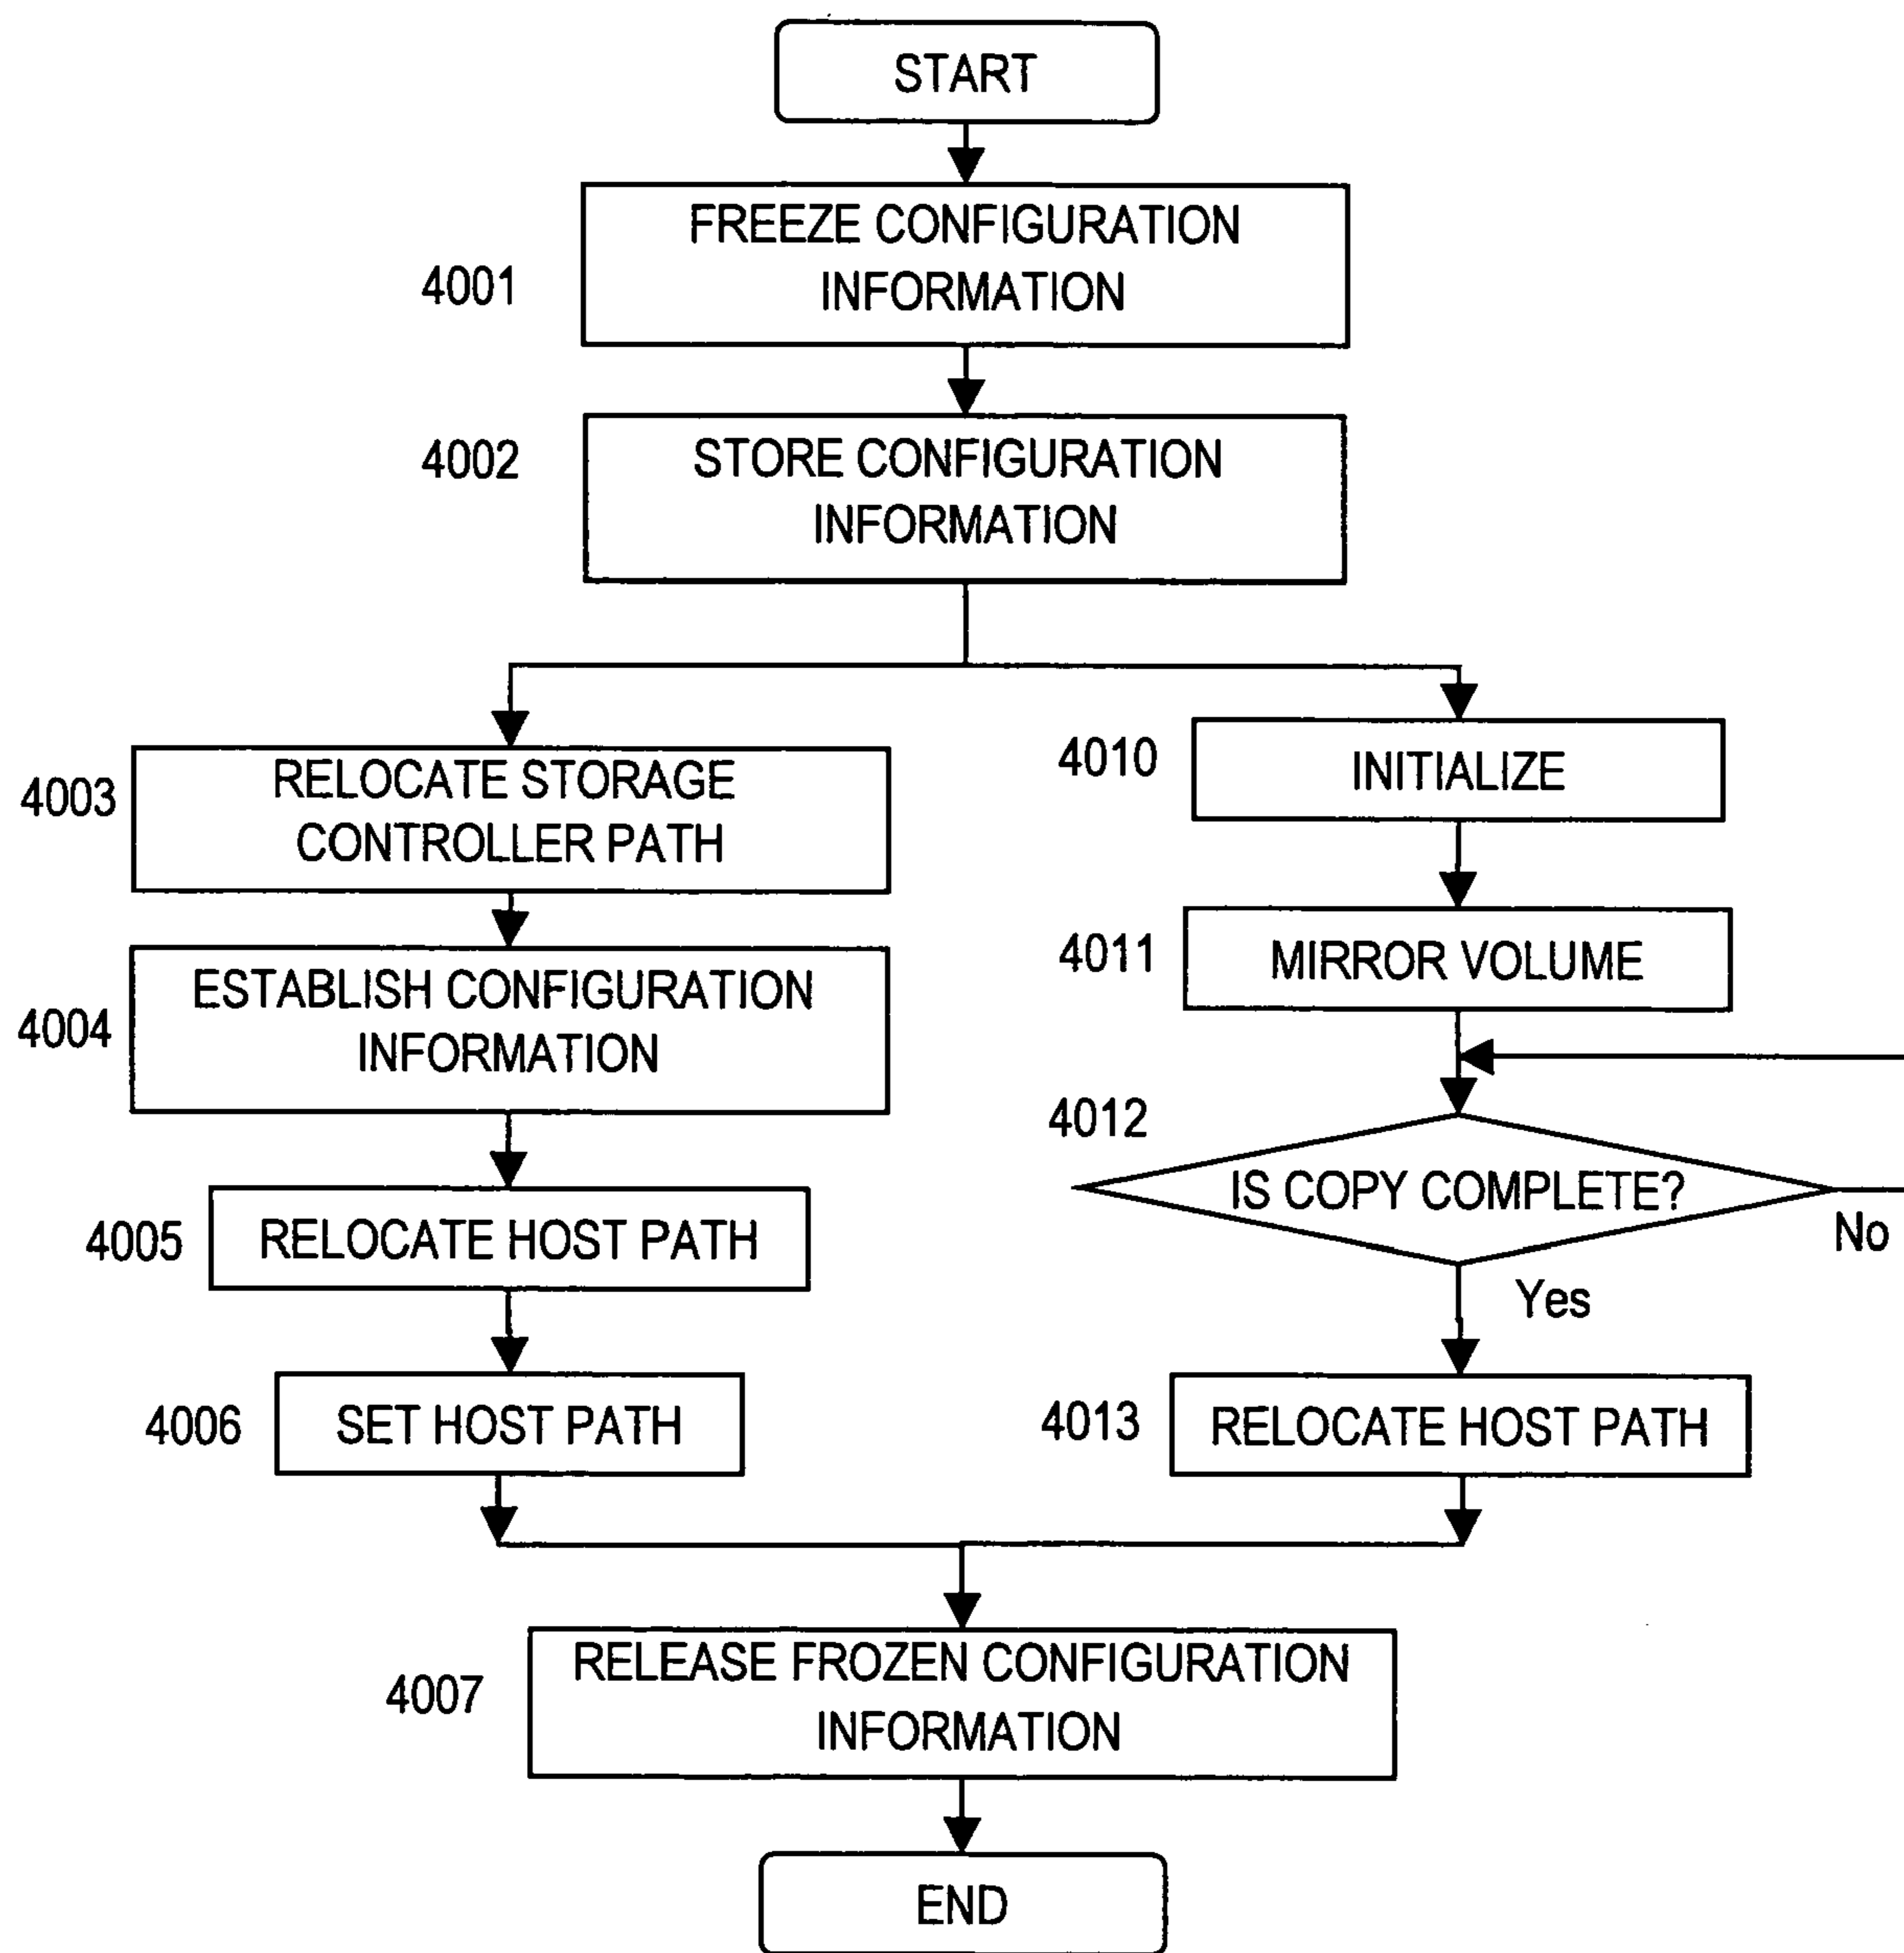 START
FREEZE CONFIGURATION
INFORMATION
4001
STORE CONFIGURATION
INFORMATION
4002
RELOCATE STORAGE
CONTROLLER PATH
4003
ESTABLISH CONFIGURATION
INFORMATION
4004
4005
RELOCATE HOST PATH
4006
SET HOST PATH
4010
INITIALIZE
4011
MIRROR VOLUME
4012
IS COPY COMPLETE?
No
Yes
4013
RELOCATE HOST PATH
RELEASE FROZEN CONFIGURATION
INFORMATION
4007
END